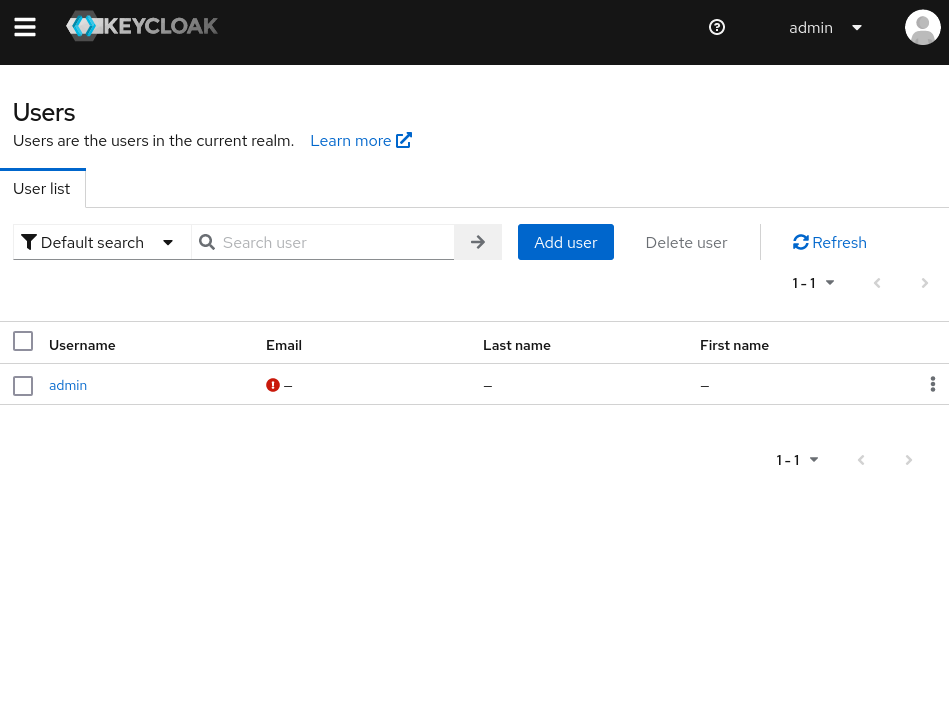 KEYCLOAK
admin
Users
Users are the users in the current realm. Learn more
User list
Default search Search user Add user Delete user Refresh
1 - 1
Username Email Last name First name
admin – – –
1 - 1